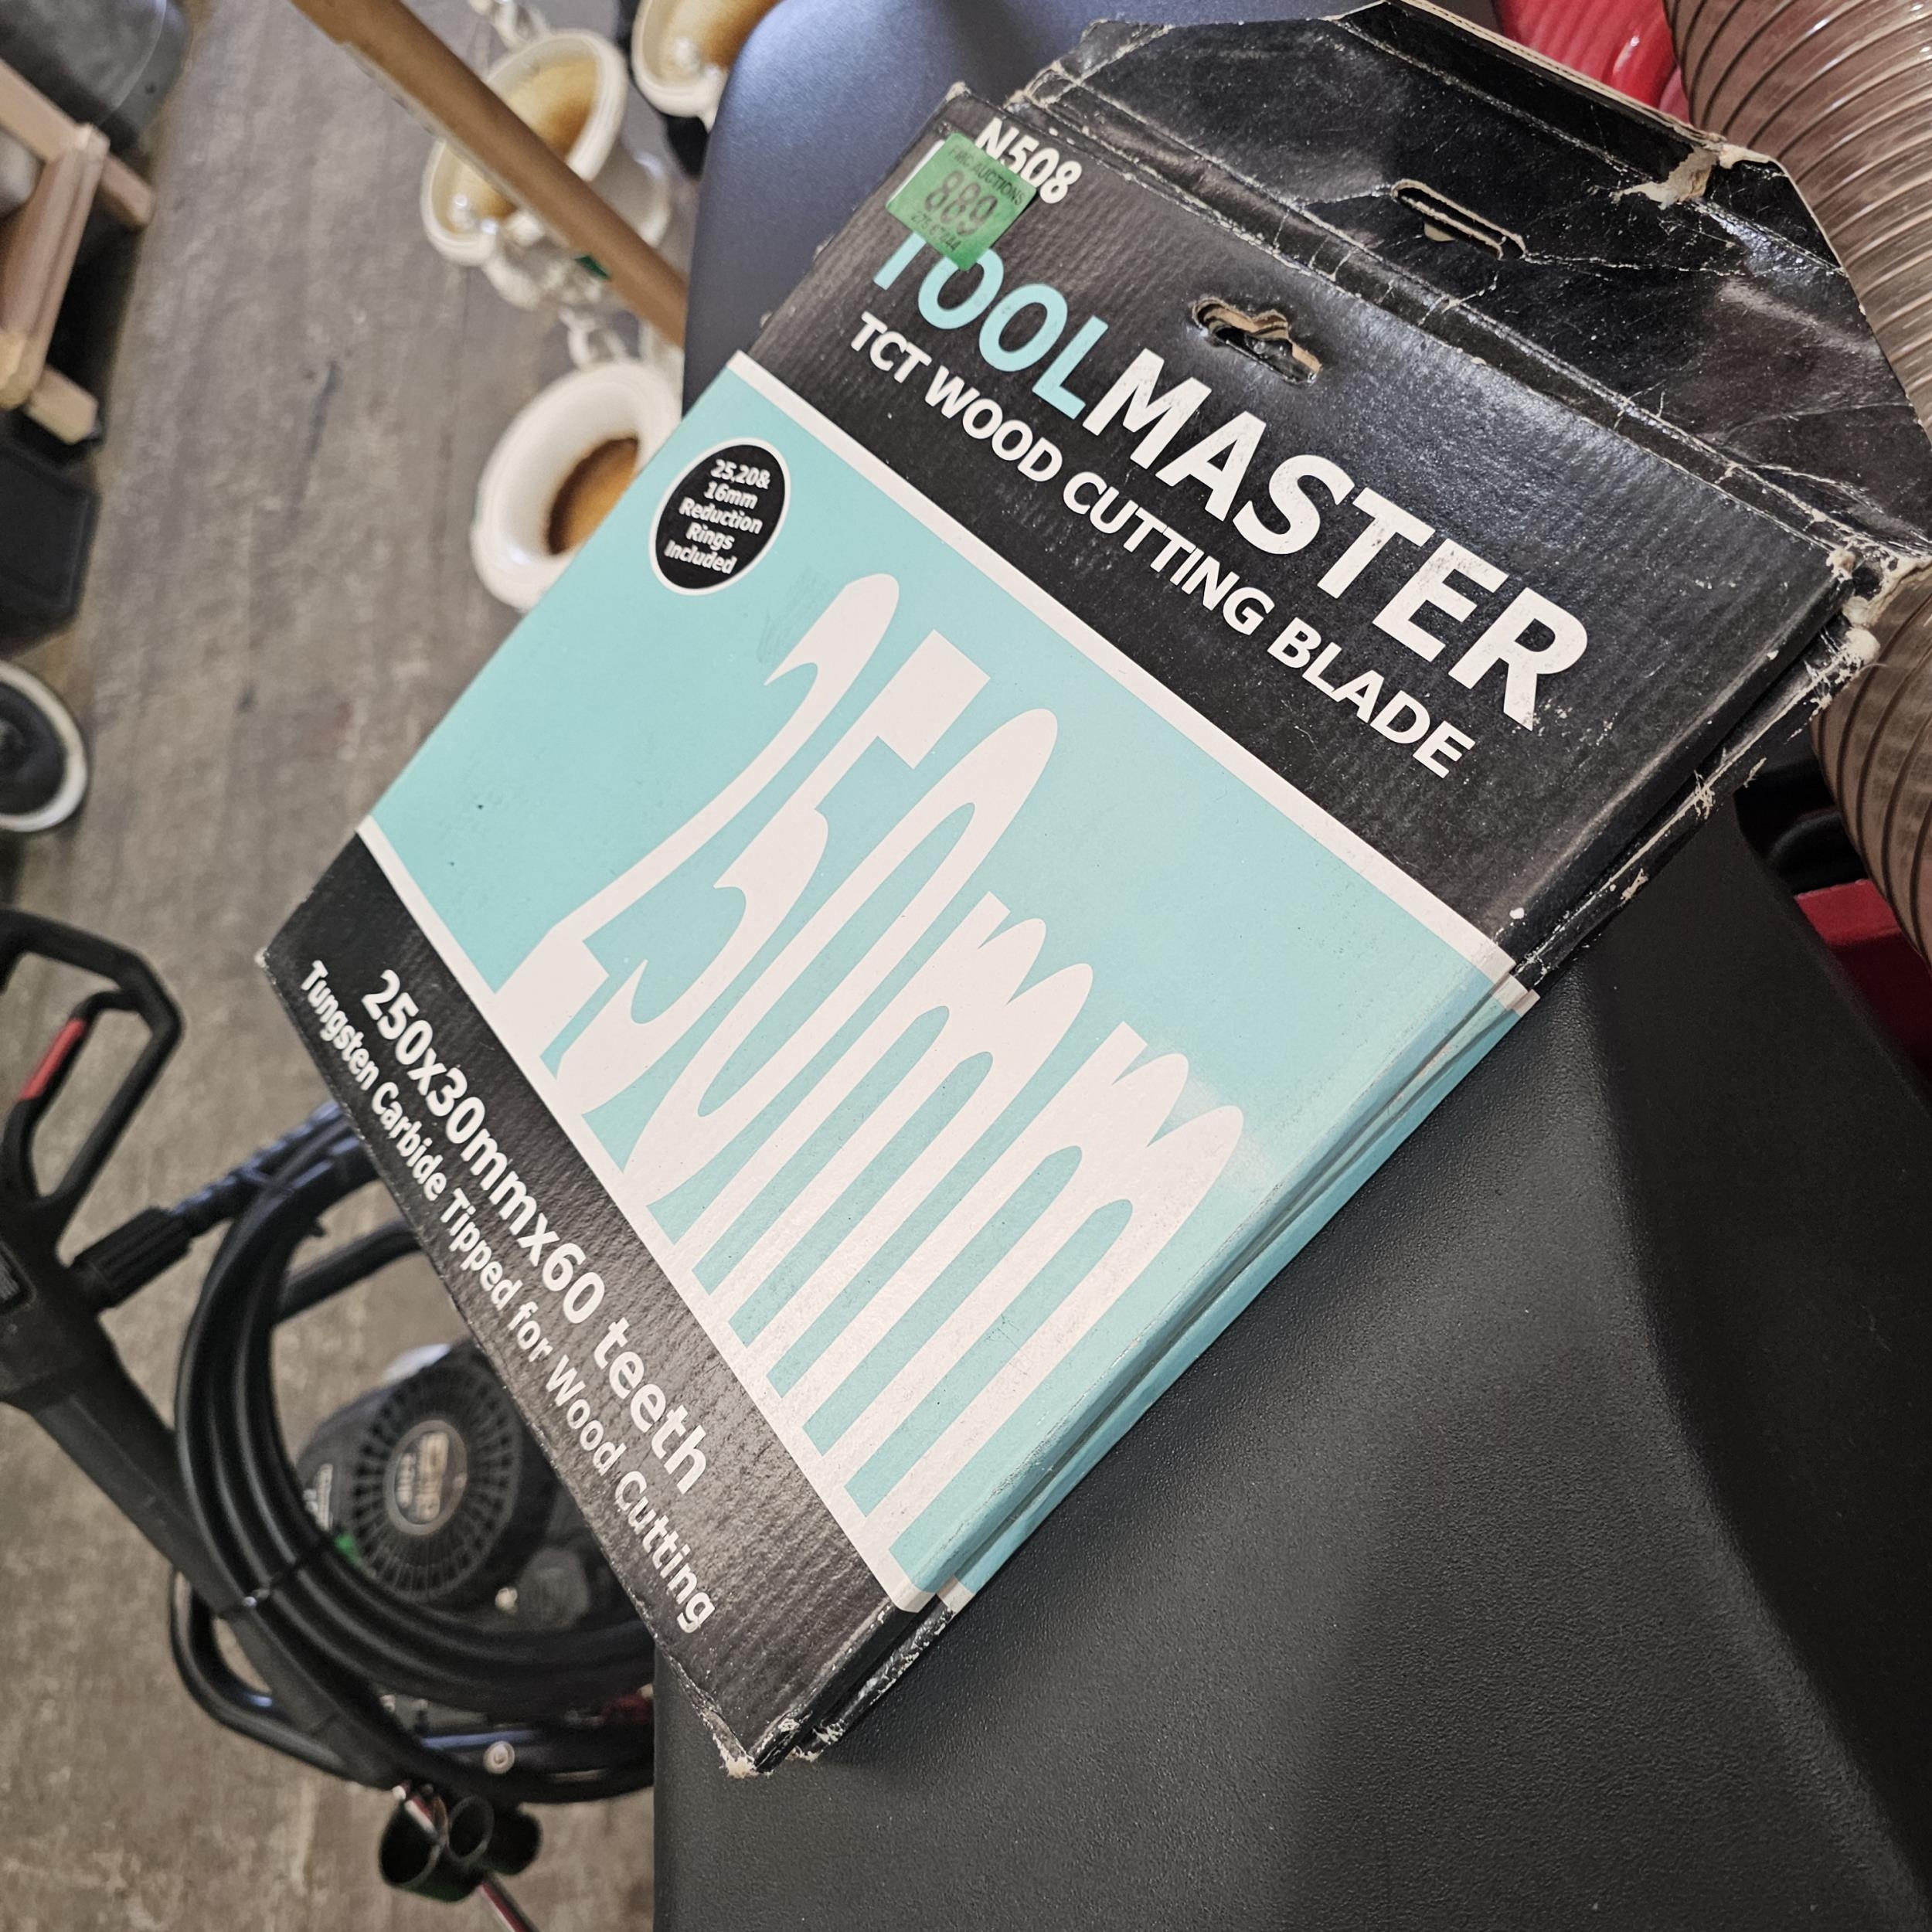 N508
889
TOOLMASTER
TCT WOOD CUTTING BLADE
25,20&
16mm
Reduction
Rings
Included
250mm
250x30mmx60 teeth
Tungsten Carbide Tipped for Wood Cutting